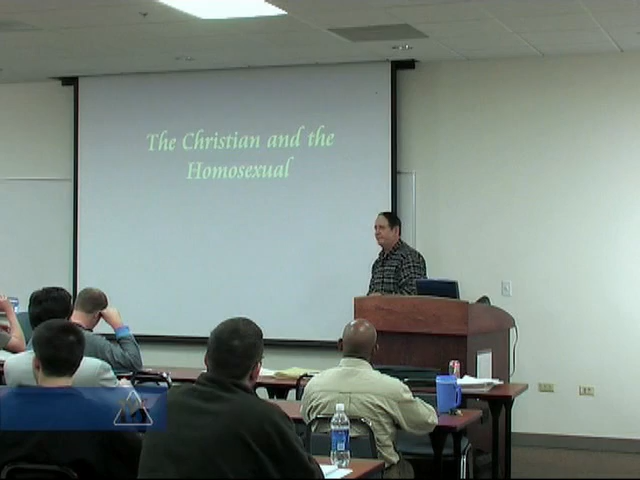 The Christian and the
Homosexual